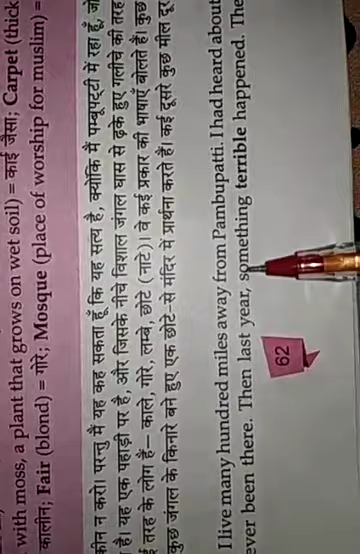 with moss, a plant that grows on wet soil) = काई जैसा; Carpet (thick
कालीन; Fair (blond) = गोरे; Mosque (place of worship for muslim) =
कीन न करो। परन्तु मैं यह कह सकता हूँ कि यह सत्य है, क्योंकि मैं पम्बूपट्टी में रहा हूँ, जो
है। यह एक पहाड़ी पर है, और जिसके नीचे विशाल जंगल घास से ढ़के हुए गलीचे की तरह
तरह के लोग हैं— काले, गोरे, लम्बे, छोटे (नाटे)। वे कई प्रकार की भाषाएँ बोलते हैं। कुछ
कुछ जंगल के किनारे बने हुए एक छोटे-से मंदिर में प्रार्थना करते हैं। कई दूसरे कुछ मील दूर
I live many hundred miles away from Pambupatti. I had heard about
ever been there. Then last year, something terrible happened. The
62